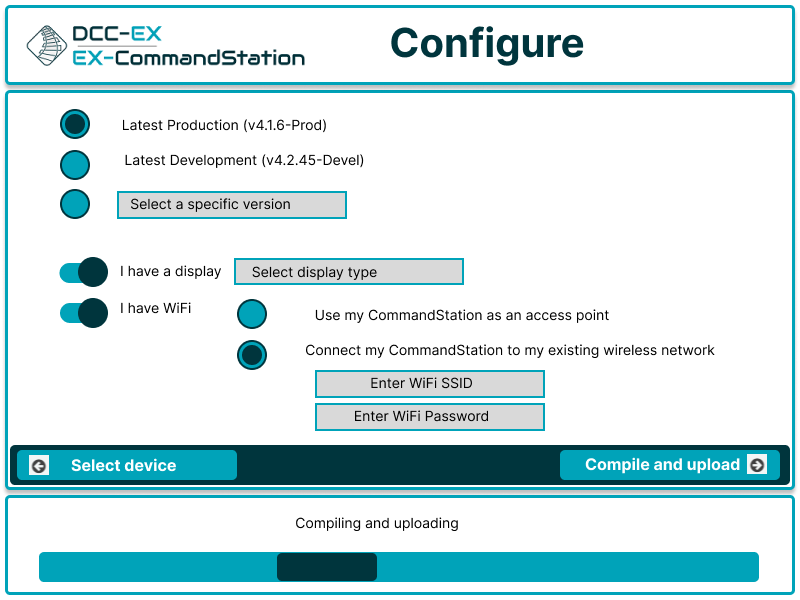 DCC-EX
EX-CommandStation
Configure
Latest Production (v4.1.6-Prod)
Latest Development (v4.2.45-Devel)
Select a specific version
I have a display
Select display type
I have WiFi
Use my CommandStation as an access point
Connect my CommandStation to my existing wireless network
Enter WiFi SSID
Enter WiFi Password
Select device
Compile and upload
Compiling and uploading